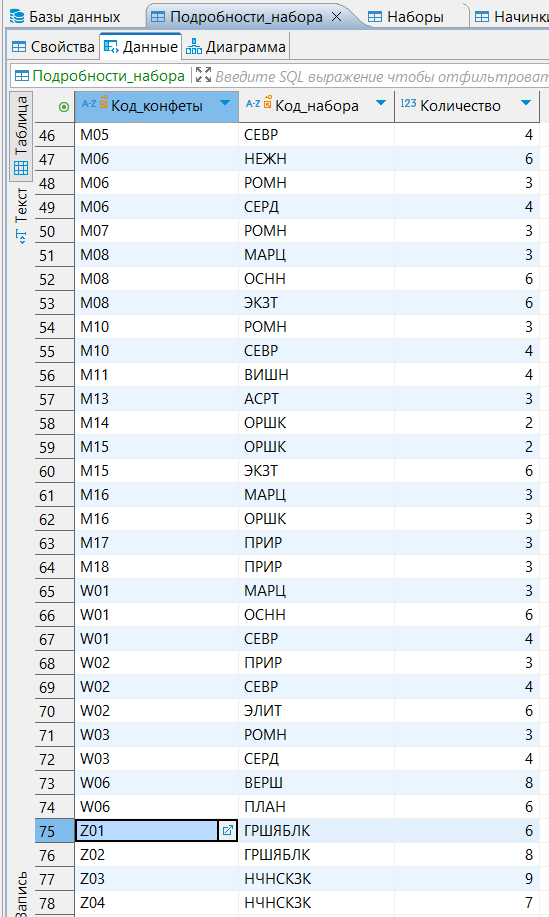 Базы данных Подробности_набора Наборы Начинки
Свойства Данные Диаграмма
Подробности_набора Введите SQL выражение чтобы отфильтроват
A-Z Код_конфеты A-Z Код_набора 123 Количество
Таблица
Текст
Запись
46 M05 СЕВР 4
47 M06 НЕЖН 6
48 M06 РОМН 3
49 M06 СЕРД 4
50 M07 РОМН 3
51 M08 МАРЦ 3
52 M08 ОСНН 6
53 M08 ЭКЗТ 6
54 M10 РОМН 3
55 M10 СЕВР 4
56 M11 ВИШН 4
57 M13 АСРТ 3
58 M14 ОРШК 2
59 M15 ОРШК 2
60 M15 ЭКЗТ 6
61 M16 МАРЦ 3
62 M16 ОРШК 3
63 M17 ПРИР 3
64 M18 ПРИР 3
65 W01 МАРЦ 3
66 W01 ОСНН 6
67 W01 СЕВР 4
68 W02 ПРИР 3
69 W02 СЕВР 4
70 W02 ЭЛИТ 6
71 W03 РОМН 3
72 W03 СЕРД 4
73 W06 ВЕРШ 8
74 W06 ПЛАН 6
75 Z01 ГРШЯБЛК 6
76 Z02 ГРШЯБЛК 8
77 Z03 НЧНСКЗК 9
78 Z04 НЧНСКЗК 7